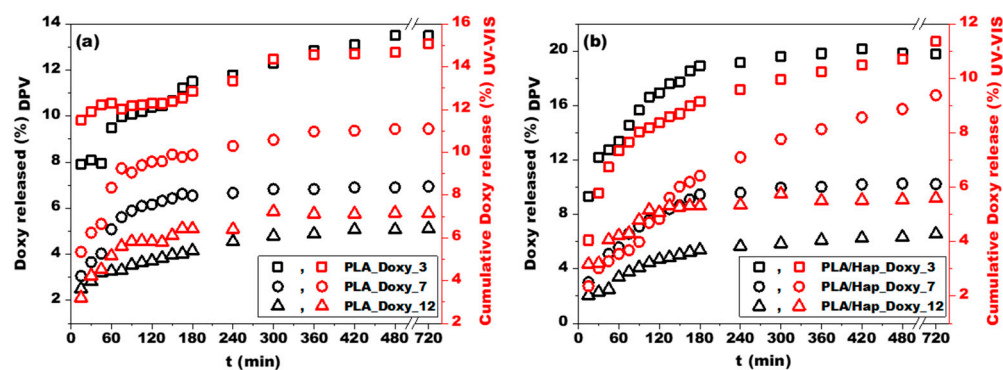 (a)
Doxy released (%) DPV
14
12
10
8
6
4
2
Cumulative Doxy release (%) UV-VIS
16
14
12
10
8
6
4
2
, PLA_Doxy_3
, PLA_Doxy_7
, PLA_Doxy_12
0 60 120 180 240 300 360 420 480 720
t (min)
(b)
Doxy released (%) DPV
20
16
12
8
4
0
Cumulative Doxy release (%) UV-VIS
12
10
8
6
4
2
, PLA/Hap_Doxy_3
, PLA/Hap_Doxy_7
, PLA/Hap_Doxy_12
0 60 120 180 240 300 360 420 480 720
t (min)